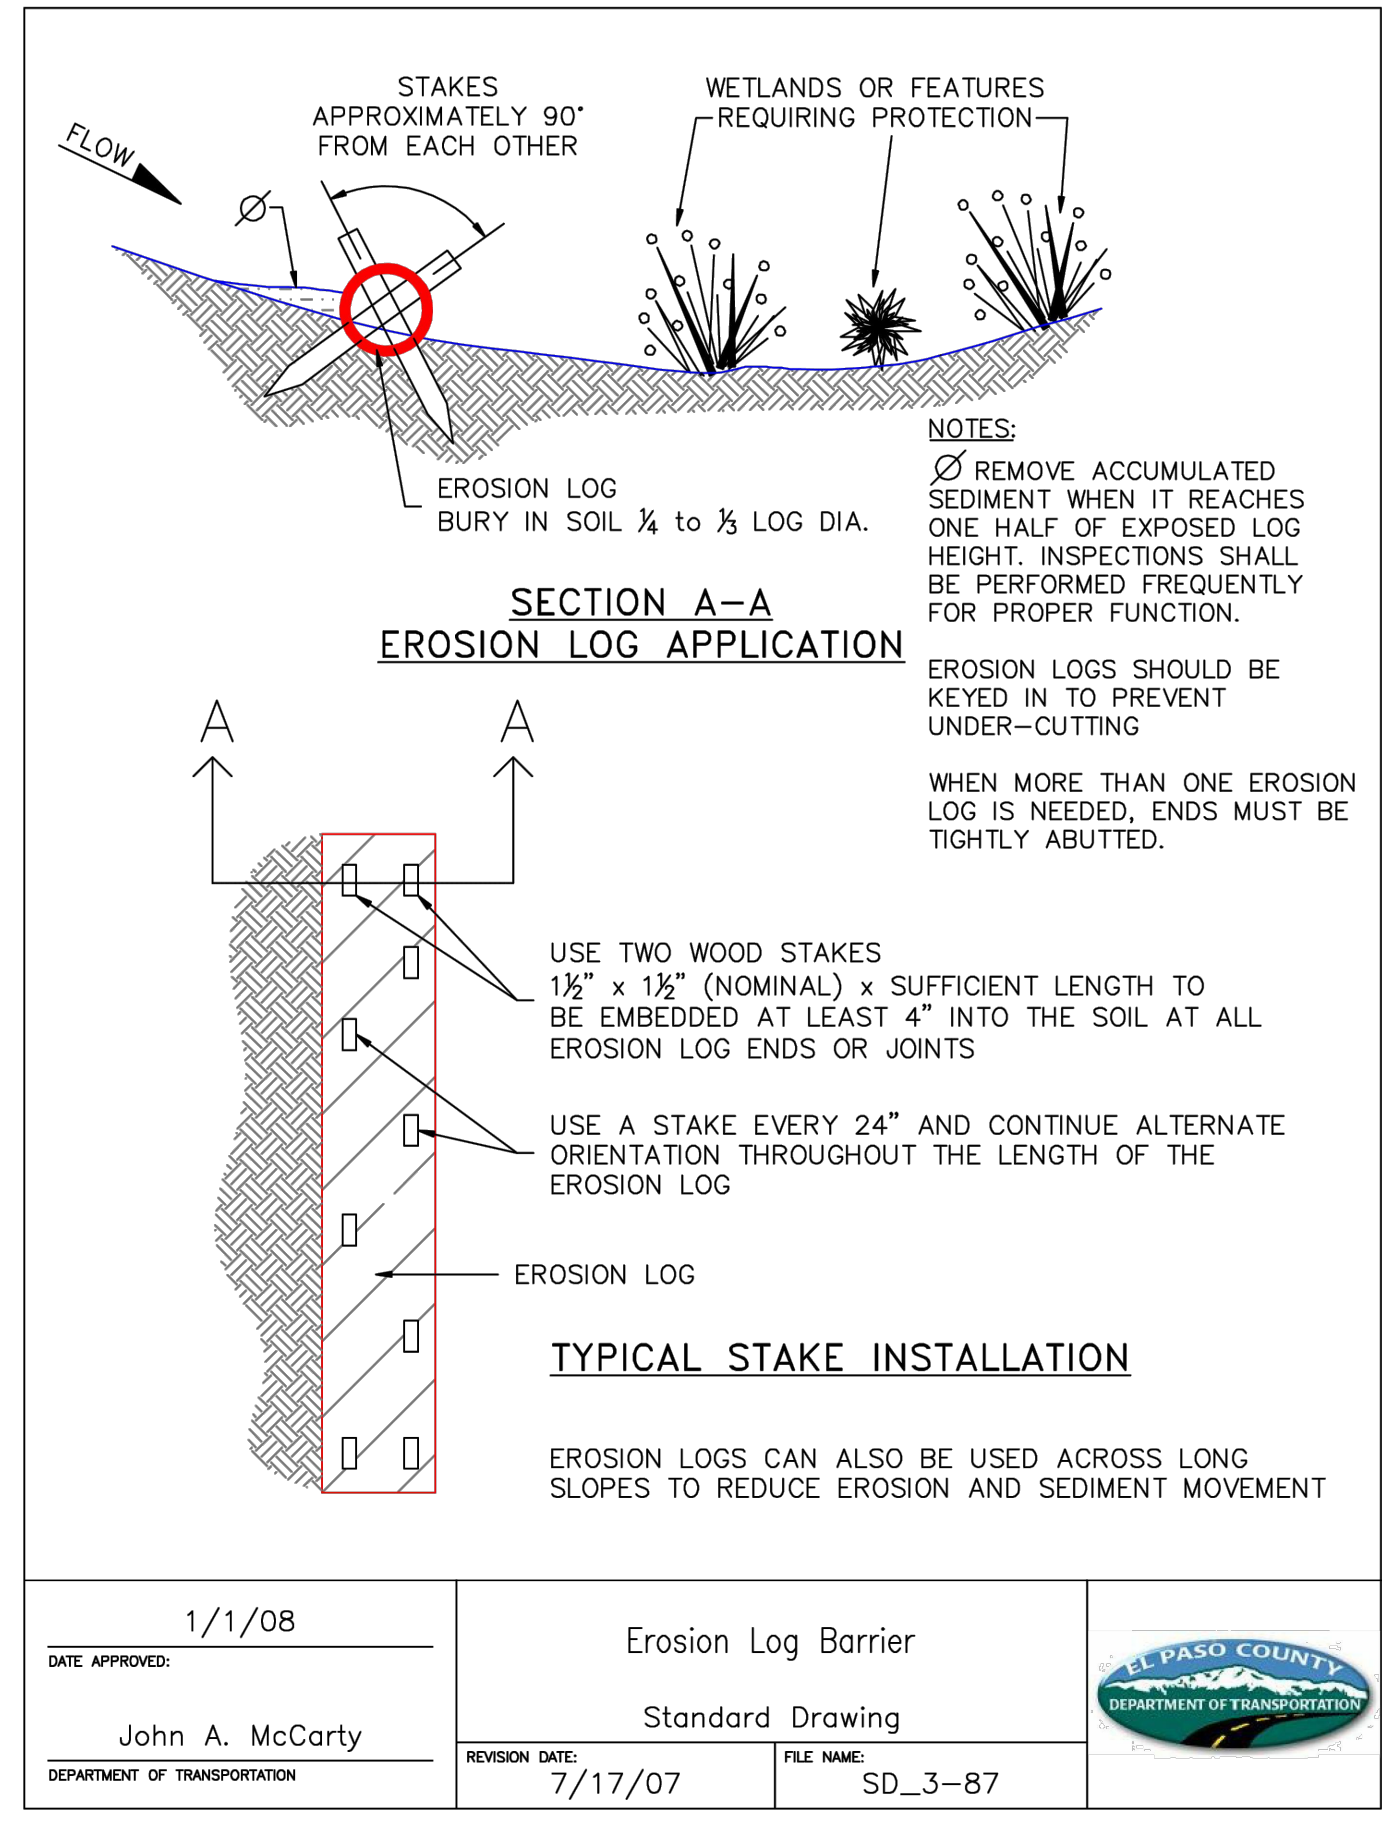 STAKES
APPROXIMATELY 90°
FROM EACH OTHER
WETLANDS OR FEATURES
REQUIRING PROTECTION
FLOW
Ø
EROSION LOG
BURY IN SOIL ¼ to ⅓ LOG DIA.
SECTION A-A
EROSION LOG APPLICATION
NOTES:
Ø REMOVE ACCUMULATED
SEDIMENT WHEN IT REACHES
ONE HALF OF EXPOSED LOG
HEIGHT. INSPECTIONS SHALL
BE PERFORMED FREQUENTLY
FOR PROPER FUNCTION.
EROSION LOGS SHOULD BE
KEYED IN TO PREVENT
UNDER-CUTTING
WHEN MORE THAN ONE EROSION
LOG IS NEEDED, ENDS MUST BE
TIGHTLY ABUTTED.
A A
USE TWO WOOD STAKES
1½" x 1½" (NOMINAL) x SUFFICIENT LENGTH TO
BE EMBEDDED AT LEAST 4" INTO THE SOIL AT ALL
EROSION LOG ENDS OR JOINTS
USE A STAKE EVERY 24" AND CONTINUE ALTERNATE
ORIENTATION THROUGHOUT THE LENGTH OF THE
EROSION LOG
EROSION LOG
TYPICAL STAKE INSTALLATION
EROSION LOGS CAN ALSO BE USED ACROSS LONG
SLOPES TO REDUCE EROSION AND SEDIMENT MOVEMENT
1/1/08
DATE APPROVED:
John A. McCarty
DEPARTMENT OF TRANSPORTATION
Erosion Log Barrier
Standard Drawing
REVISION DATE:
7/17/07
FILE NAME:
SD_3-87
EL PASO COUNTY
DEPARTMENT OF TRANSPORTATION